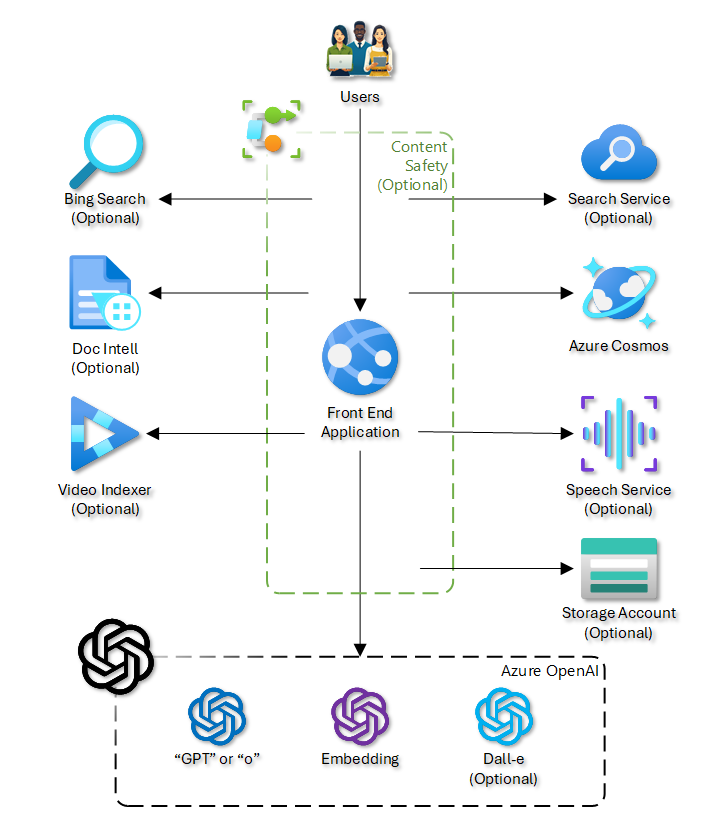 Users
Content
Safety
(Optional)
Bing Search
(Optional)
Search Service
(Optional)
Doc Intell
(Optional)
Azure Cosmos
Front End
Application
Video Indexer
(Optional)
Speech Service
(Optional)
Storage Account
(Optional)
Azure OpenAI
“GPT” or “o”
Embedding
Dall-e
(Optional)